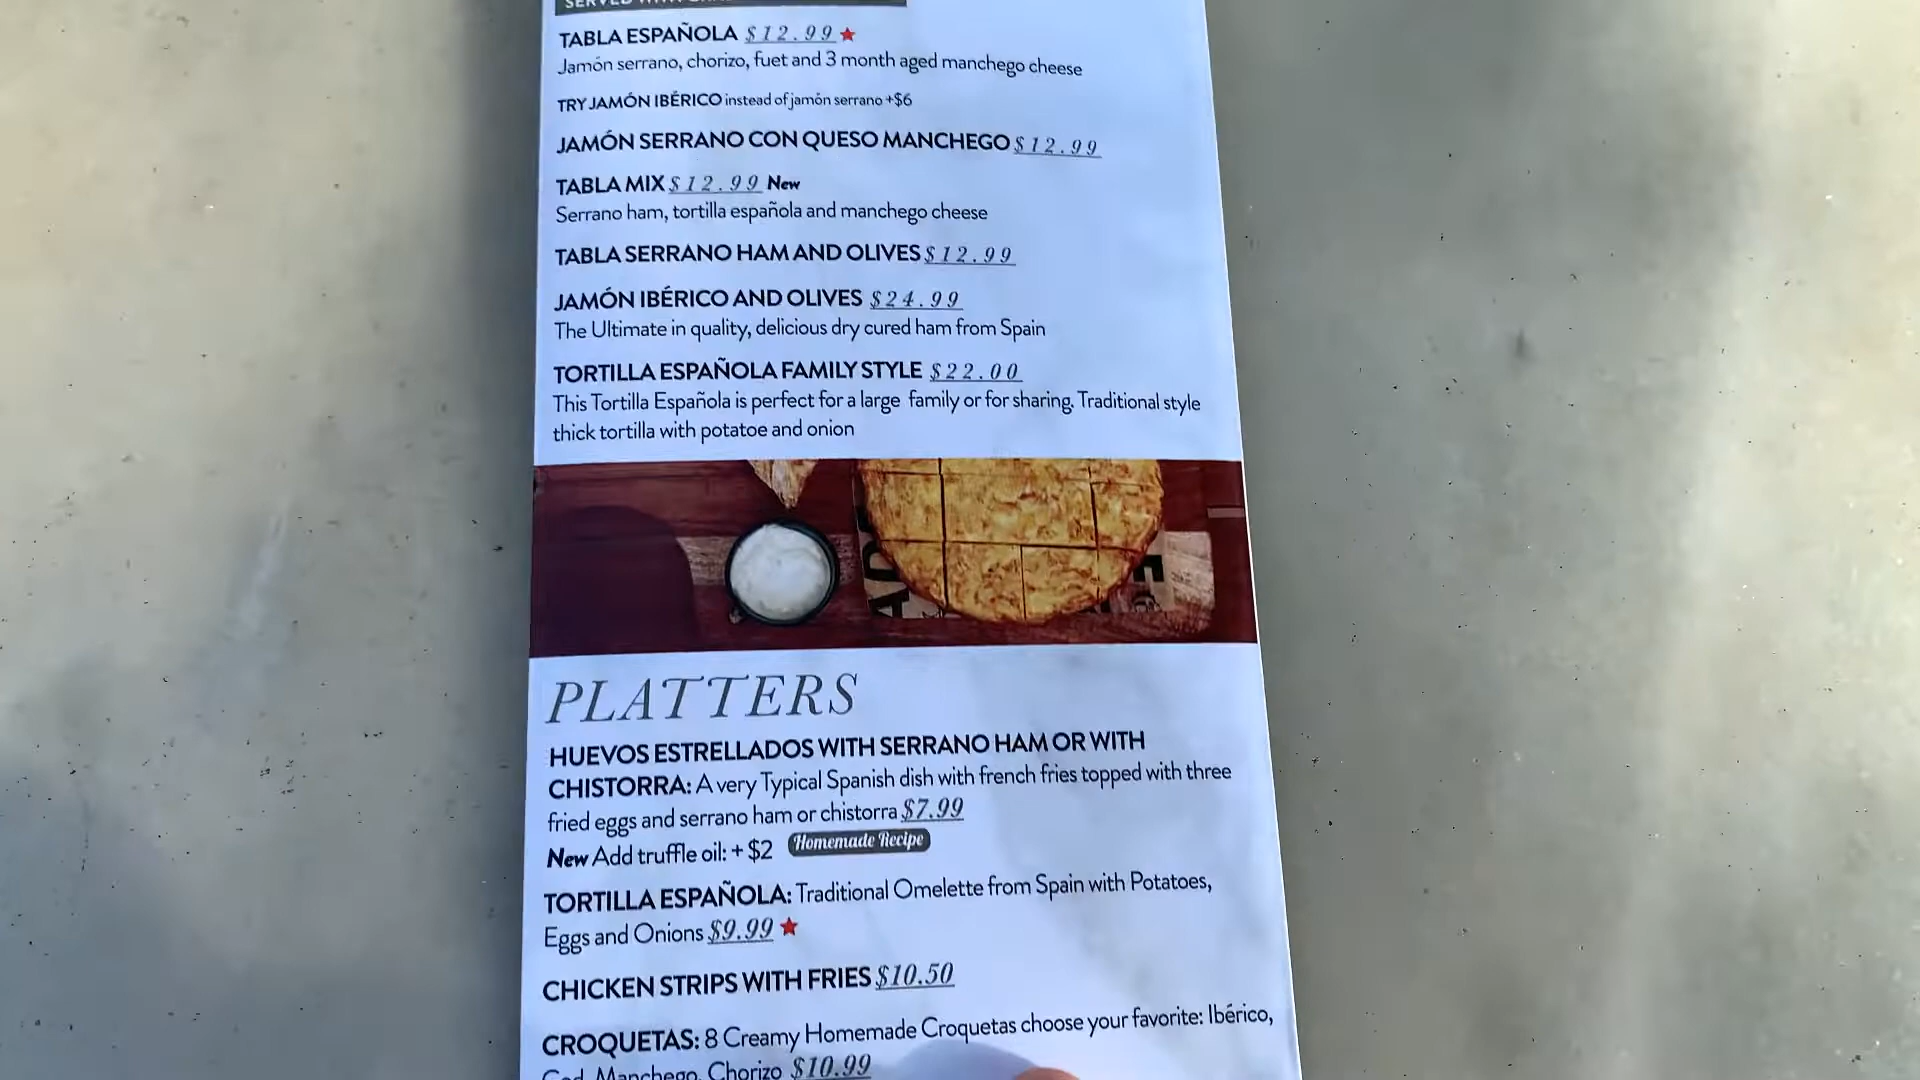 SERVED WITH
TABLA ESPAÑOLA $12.99
Jamón serrano, chorizo, fuet and 3 month aged manchego cheese
TRY JAMÓN IBÉRICO instead of jamón serrano +$6
JAMÓN SERRANO CON QUESO MANCHEGO $12.99
TABLA MIX $12.99 New
Serrano ham, tortilla española and manchego cheese
TABLA SERRANO HAM AND OLIVES $12.99
JAMÓN IBÉRICO AND OLIVES $24.99
The Ultimate in quality, delicious dry cured ham from Spain
TORTILLA ESPAÑOLA FAMILY STYLE $22.00
This Tortilla Española is perfect for a large family or for sharing. Traditional style
thick tortilla with potatoe and onion
PLATTERS
HUEVOS ESTRELLADOS WITH SERRANO HAM OR WITH
CHISTORRA: A very Typical Spanish dish with french fries topped with three
fried eggs and serrano ham or chistorra $7.99
New Add truffle oil: + $2 Homemade Recipe
TORTILLA ESPAÑOLA: Traditional Omelette from Spain with Potatoes,
Eggs and Onions $9.99
CHICKEN STRIPS WITH FRIES $10.50
CROQUETAS: 8 Creamy Homemade Croquetas choose your favorite: Ibérico,
Cod, Manchego, Chorizo $10.99